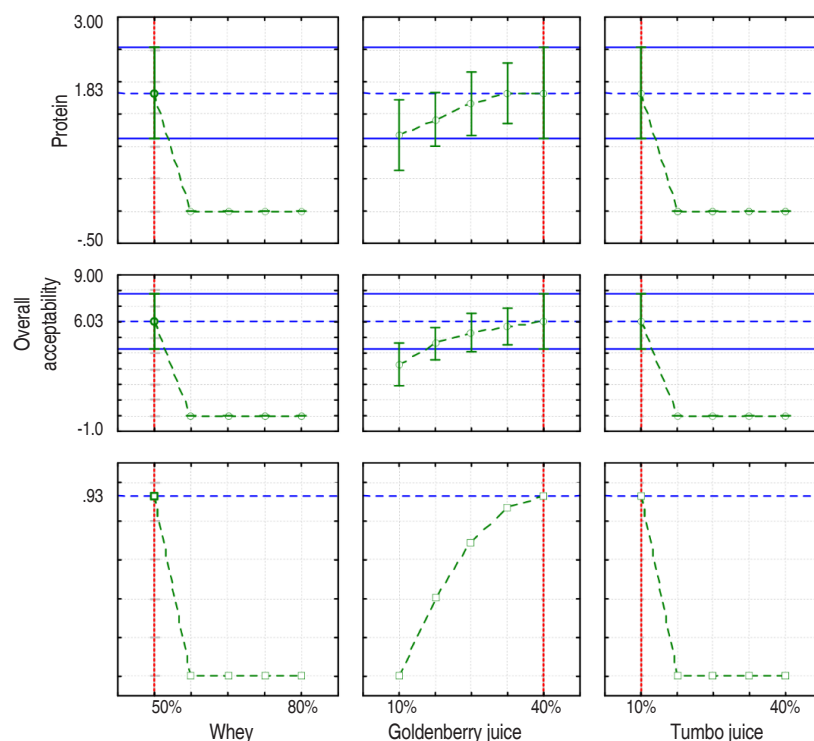 3.00
1.83
Protein
-.50
9.00
6.03
Overall
acceptability
-1.0
.93
50% 80% 10% 40% 10% 40%
Whey Goldenberry juice Tumbo juice